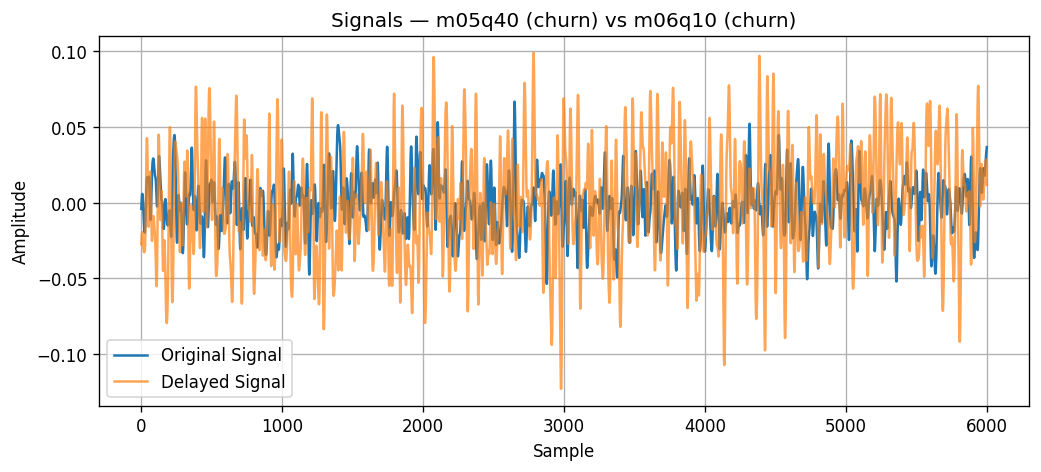 Signals — m05q40 (churn) vs m06q10 (churn)
Amplitude
0.10
0.05
0.00
−0.05
−0.10
Original Signal
Delayed Signal
0 1000 2000 3000 4000 5000 6000
Sample